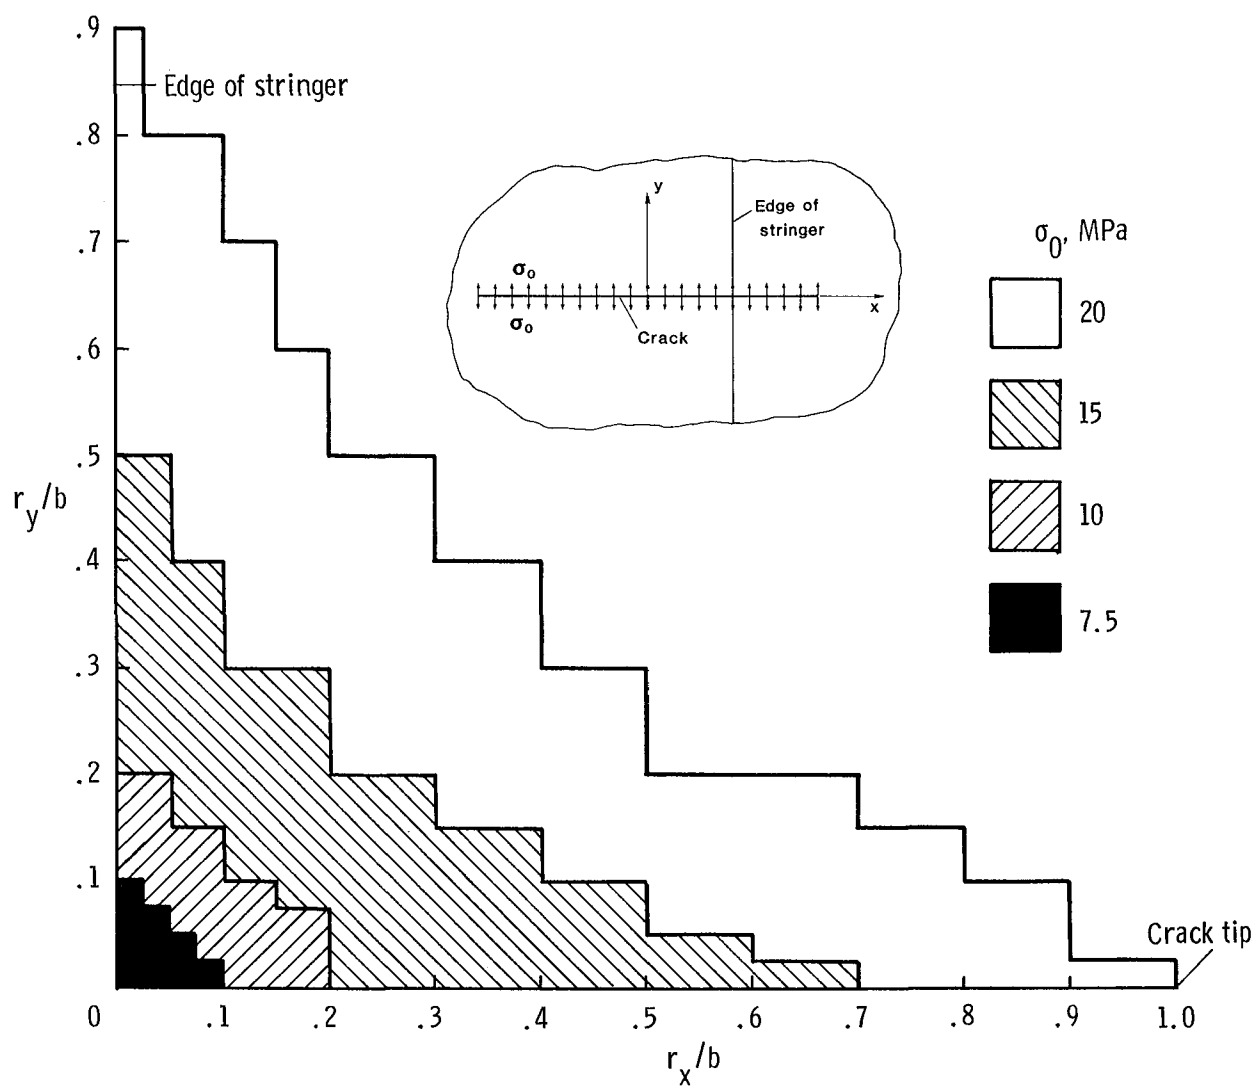 .9
Edge of stringer
.8
.7
.6
.5
.4
.3
.2
.1
0
r_y/b
y
Edge of
stringer
σ₀
σ₀
x
Crack
σ₀, MPa
20
15
10
7.5
Crack tip
.1 .2 .3 .4 .5 .6 .7 .8 .9 1.0
r_x/b